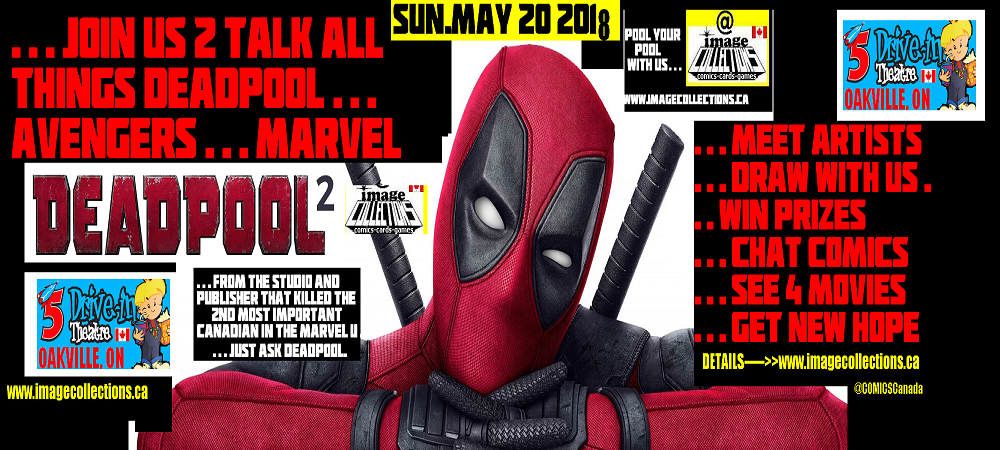 SUN.MAY 20 2018
...JOIN US 2 TALK ALL
THINGS DEADPOOL...
AVENGERS...MARVEL
DEADPOOL 2
@
image
COLLECTIONS
comics-cards-games
5 Drive-in
Theatre
OAKVILLE, ON
...FROM THE STUDIO AND
PUBLISHER THAT KILLED THE
2ND MOST IMPORTANT
CANADIAN IN THE MARVEL U
...JUST ASK DEADPOOL.
www.imagecollections.ca
POOL YOUR
POOL
WITH US...
@
image
COLLECTIONS
comics-cards-games
WWW.IMAGECOLLECTIONS.CA
5 Drive-in
Theatre
OAKVILLE, ON
...MEET ARTISTS
...DRAW WITH US .
..WIN PRIZES
...CHAT COMICS
...SEE 4 MOVIES
...GET NEW HOPE
DETAILS--->>www.imagecollections.ca
@COMICSCanada